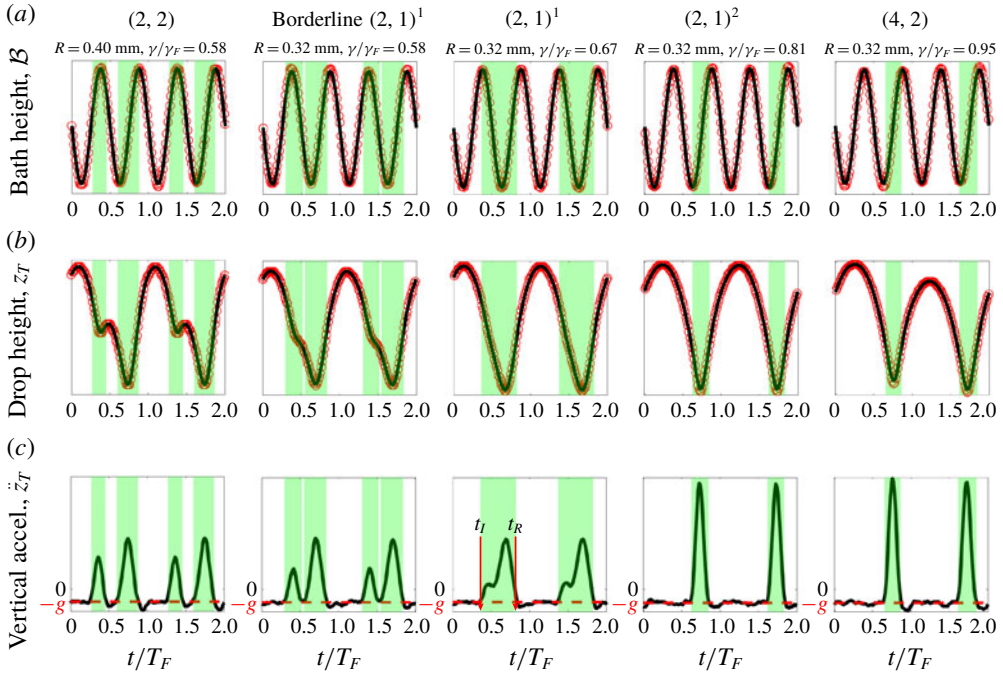 (a) (2, 2) Borderline (2, 1)¹ (2, 1)¹ (2, 1)² (4, 2)
R = 0.40 mm, γ/γ_F = 0.58 R = 0.32 mm, γ/γ_F = 0.58 R = 0.32 mm, γ/γ_F = 0.67 R = 0.32 mm, γ/γ_F = 0.81 R = 0.32 mm, γ/γ_F = 0.95
Bath height, ℬ
0 0.5 1.0 1.5 2.0 0 0.5 1.0 1.5 2.0 0 0.5 1.0 1.5 2.0 0 0.5 1.0 1.5 2.0 0 0.5 1.0 1.5 2.0
(b)
Drop height, z_T
0 0.5 1.0 1.5 2.0 0 0.5 1.0 1.5 2.0 0 0.5 1.0 1.5 2.0 0 0.5 1.0 1.5 2.0 0 0.5 1.0 1.5 2.0
(c)
Vertical accel., z̈_T
t_I t_R
0 0 0 0 0
−g −g −g −g −g
0 0.5 1.0 1.5 2.0 0 0.5 1.0 1.5 2.0 0 0.5 1.0 1.5 2.0 0 0.5 1.0 1.5 2.0 0 0.5 1.0 1.5 2.0
t/T_F t/T_F t/T_F t/T_F t/T_F